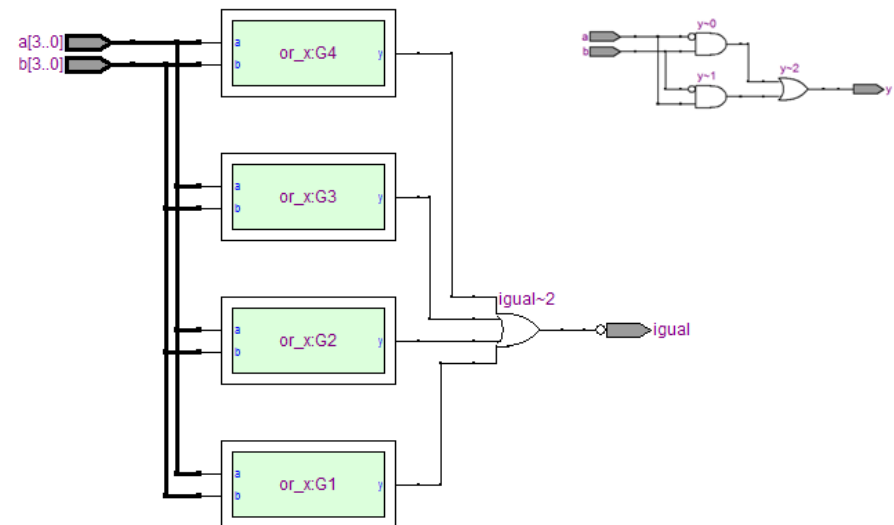 a[3..0]
b[3..0]
a
b
or_x:G4
y
a
b
or_x:G3
y
a
b
or_x:G2
y
a
b
or_x:G1
y
igual~2
igual
a
b
y~0
y~1
y~2
y